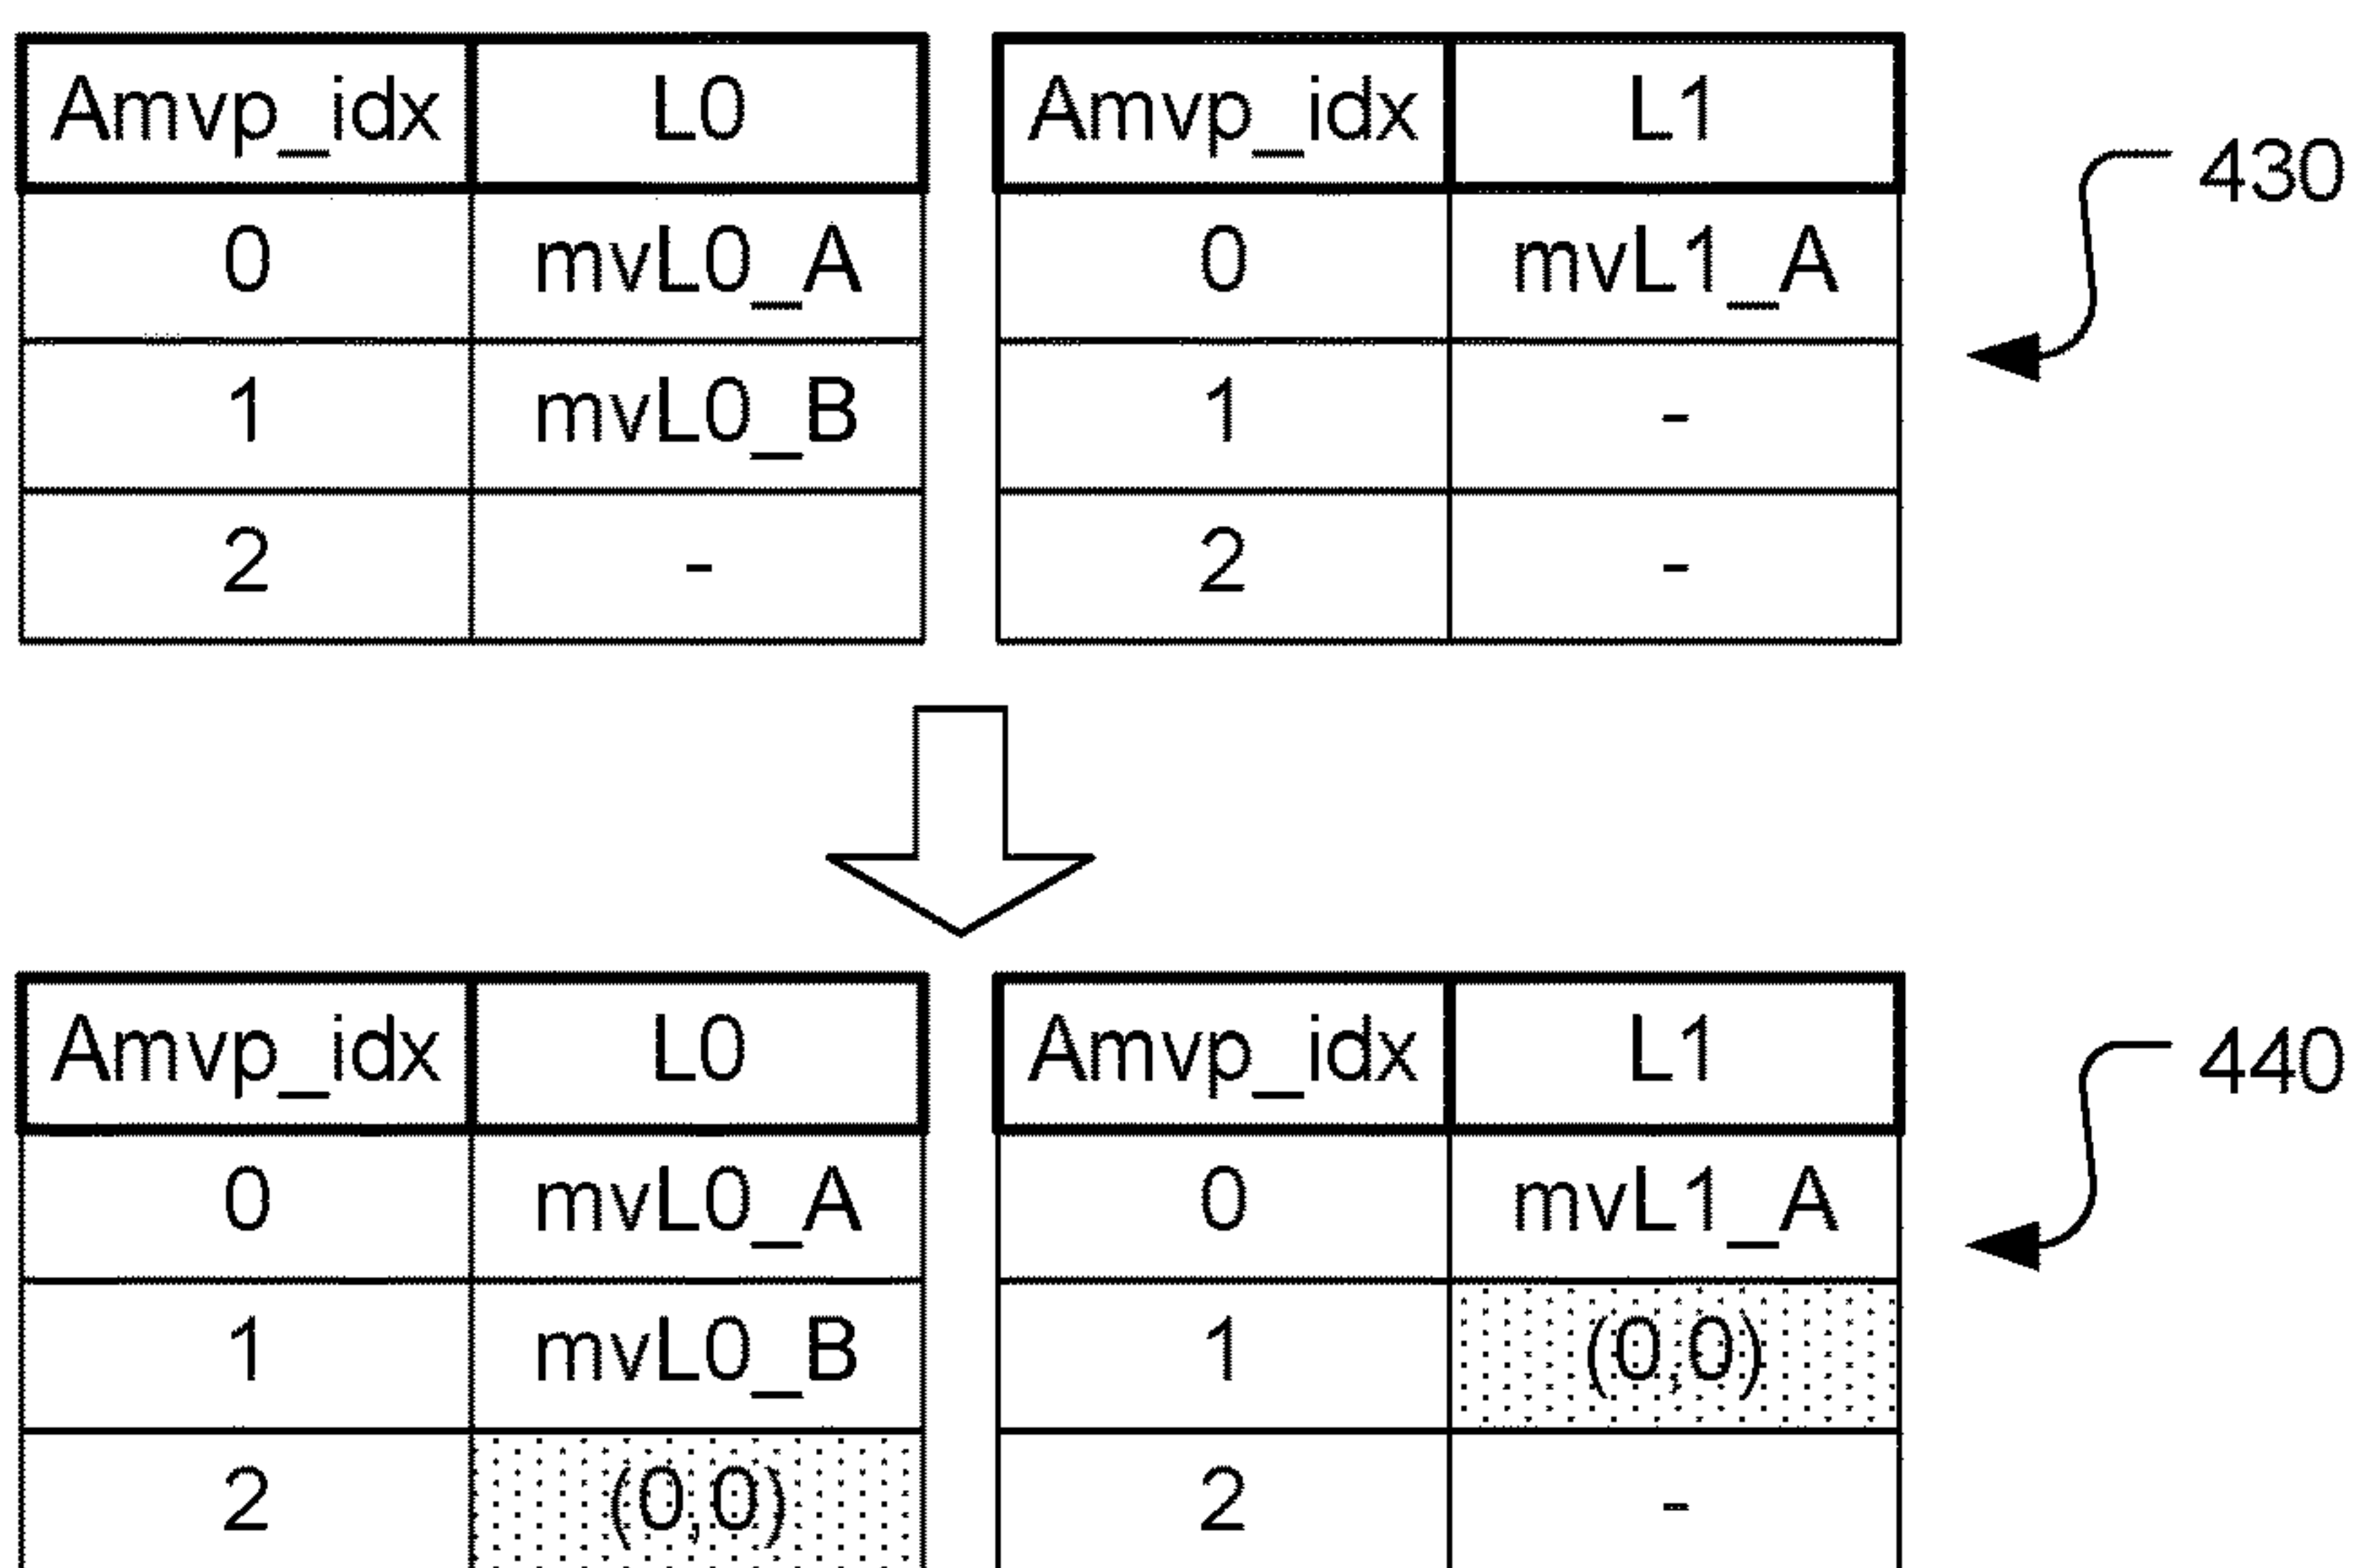 Amvp_idx L0 Amvp_idx L1
430
0 mvL0_A 0 mvL1_A
1 mvL0_B 1 -
2 - 2 -
Amvp_idx L0 Amvp_idx L1
440
0 mvL0_A 0 mvL1_A
1 mvL0_B 1 (0,0)
2 (0,0) 2 -